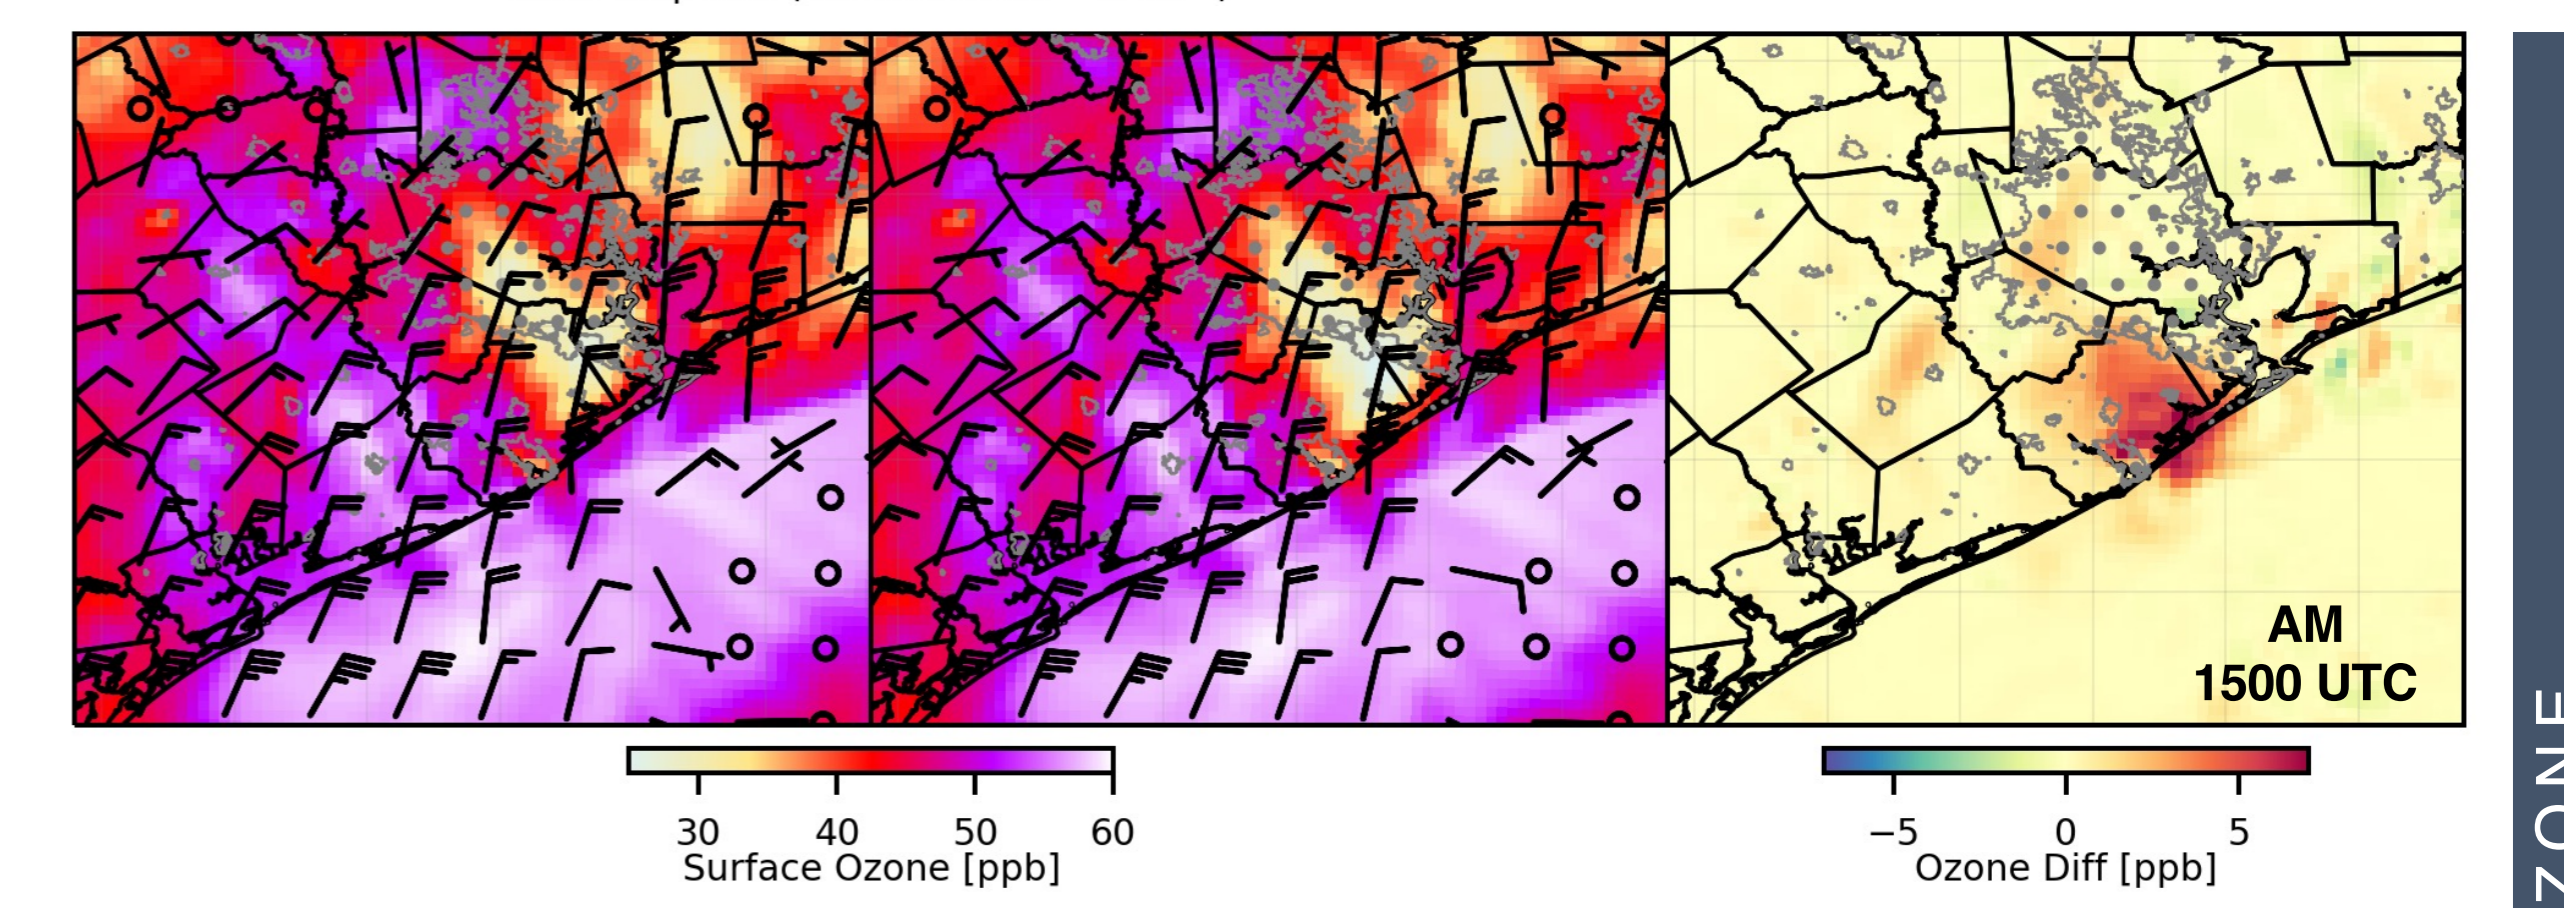 AM
1500 UTC
30 40 50 60
Surface Ozone [ppb]
−5 0 5
Ozone Diff [ppb]
ZONE